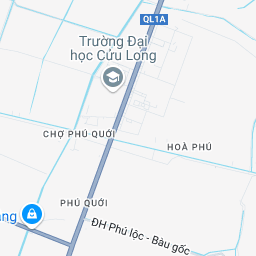 QL1A
Trường Đại
học Cửu Long
CHỢ PHÚ QUỚI
HOÀ PHÚ
PHÚ QUỚI
ĐH Phú lộc - Bàu gốc